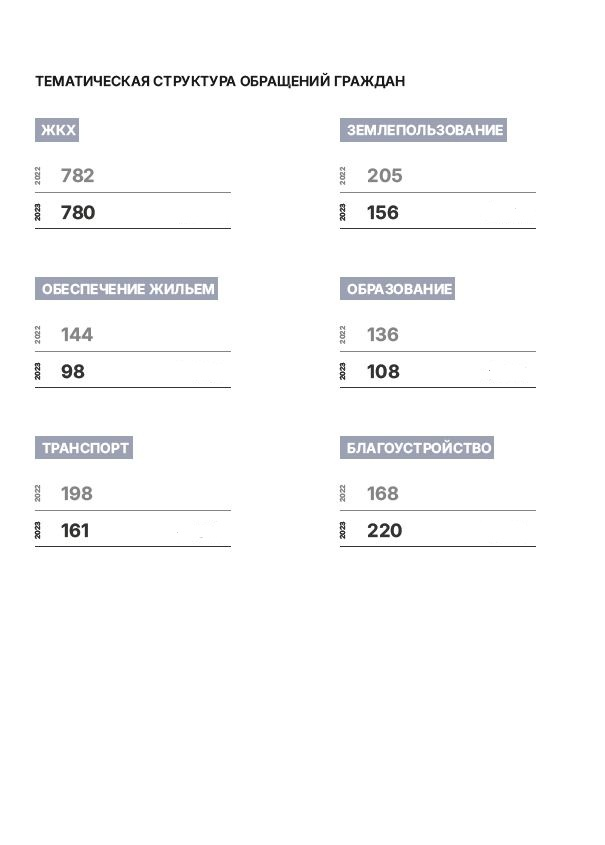 ТЕМАТИЧЕСКАЯ СТРУКТУРА ОБРАЩЕНИЙ ГРАЖДАН
ЖКХ
2022 782
2023 780
ЗЕМЛЕПОЛЬЗОВАНИЕ
2022 205
2023 156
ОБЕСПЕЧЕНИЕ ЖИЛЬЕМ
2022 144
2023 98
ОБРАЗОВАНИЕ
2022 136
2023 108
ТРАНСПОРТ
2022 198
2023 161
БЛАГОУСТРОЙСТВО
2022 168
2023 220